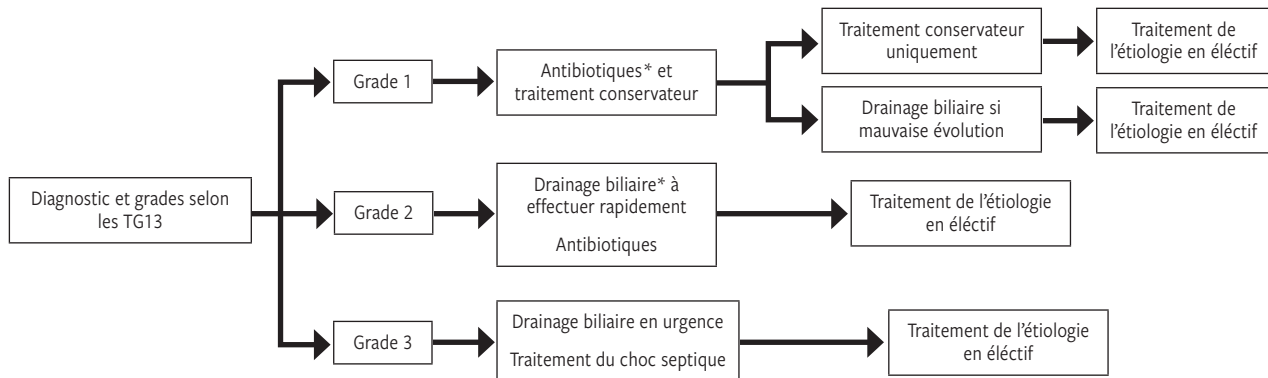 Diagnostic et grades selon
les TG13
Grade 1
Antibiotiques* et
traitement conservateur
Traitement conservateur
uniquement
Traitement de
l'étiologie en éléctif
Drainage biliaire si
mauvaise évolution
Traitement de
l'étiologie en éléctif
Grade 2
Drainage biliaire* à
effectuer rapidement
Antibiotiques
Traitement de l'étiologie
en éléctif
Grade 3
Drainage biliaire en urgence
Traitement du choc septique
Traitement de l'étiologie
en éléctif